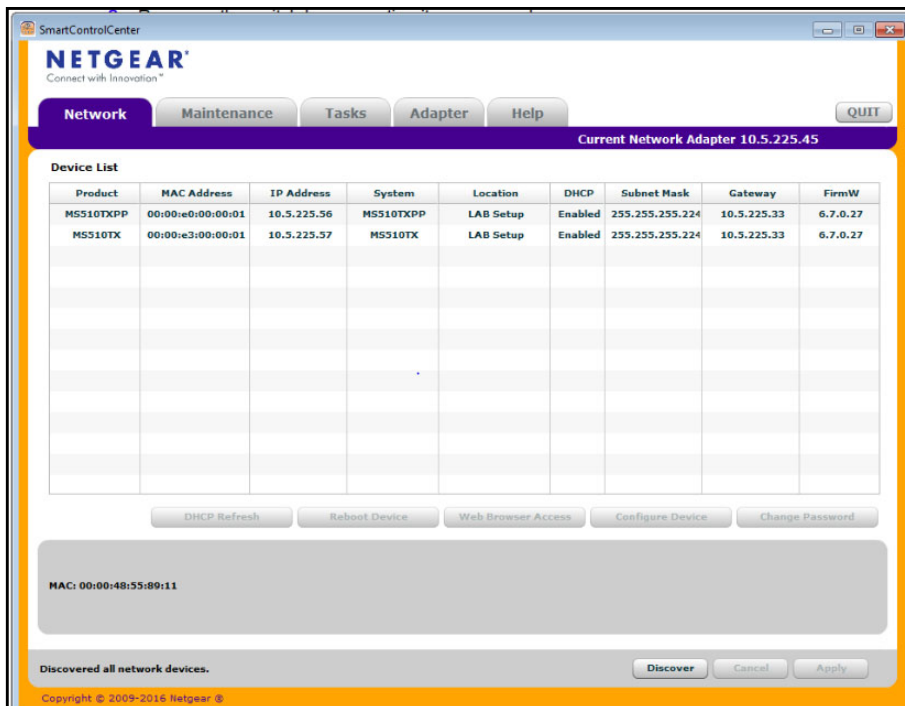 SmartControlCenter
NETGEAR®
Connect with Innovation™
Network Maintenance Tasks Adapter Help QUIT
Current Network Adapter 10.5.225.45
Device List
Product MAC Address IP Address System Location DHCP Subnet Mask Gateway FirmW
MS510TXPP 00:00:e0:00:00:01 10.5.225.56 MS510TXPP LAB Setup Enabled 255.255.255.224 10.5.225.33 6.7.0.27
MS510TX 00:00:e3:00:00:01 10.5.225.57 MS510TX LAB Setup Enabled 255.255.255.224 10.5.225.33 6.7.0.27
DHCP Refresh Reboot Device Web Browser Access Configure Device Change Password
MAC: 00:00:48:55:89:11
Discovered all network devices. Discover Cancel Apply
Copyright © 2009-2016 Netgear ®